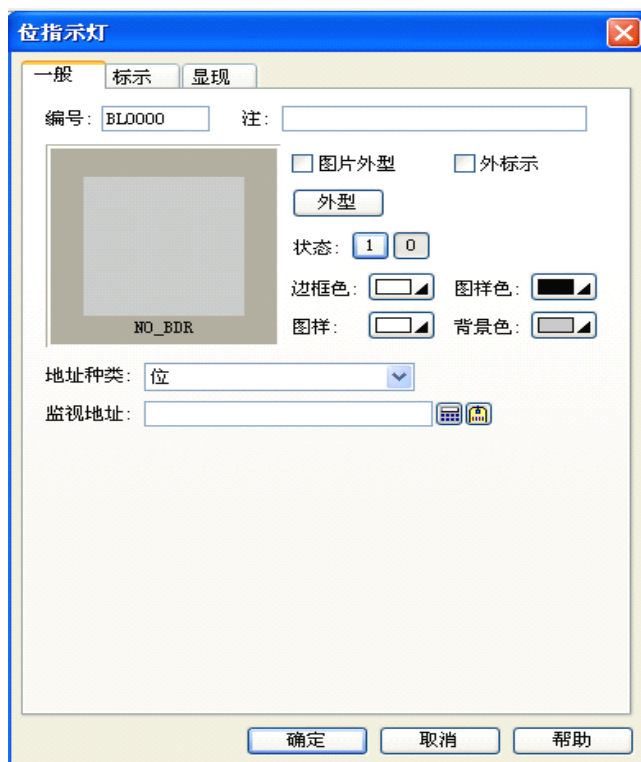 位指示灯
一般 标示 显现
编号: BL0000 注:
图片外型 外标示
外型
状态: 1 0
边框色: 图样色:
NO_BDR 图样: 背景色:
地址种类: 位
监视地址:
确定 取消 帮助